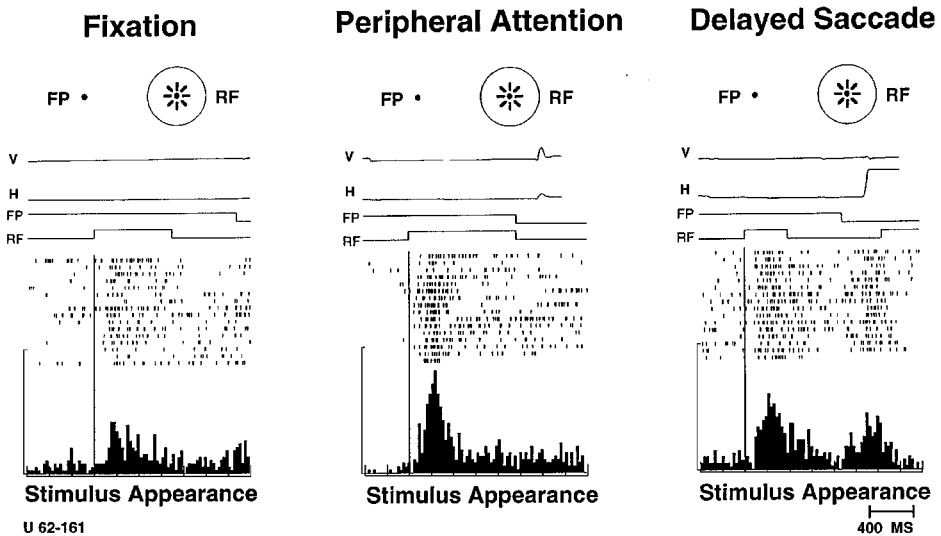 Fixation
Peripheral Attention
Delayed Saccade
FP
RF
FP
RF
FP
RF
V
H
FP
RF
V
H
FP
RF
V
H
FP
RF
Stimulus Appearance
Stimulus Appearance
Stimulus Appearance
U 62-161
400 MS